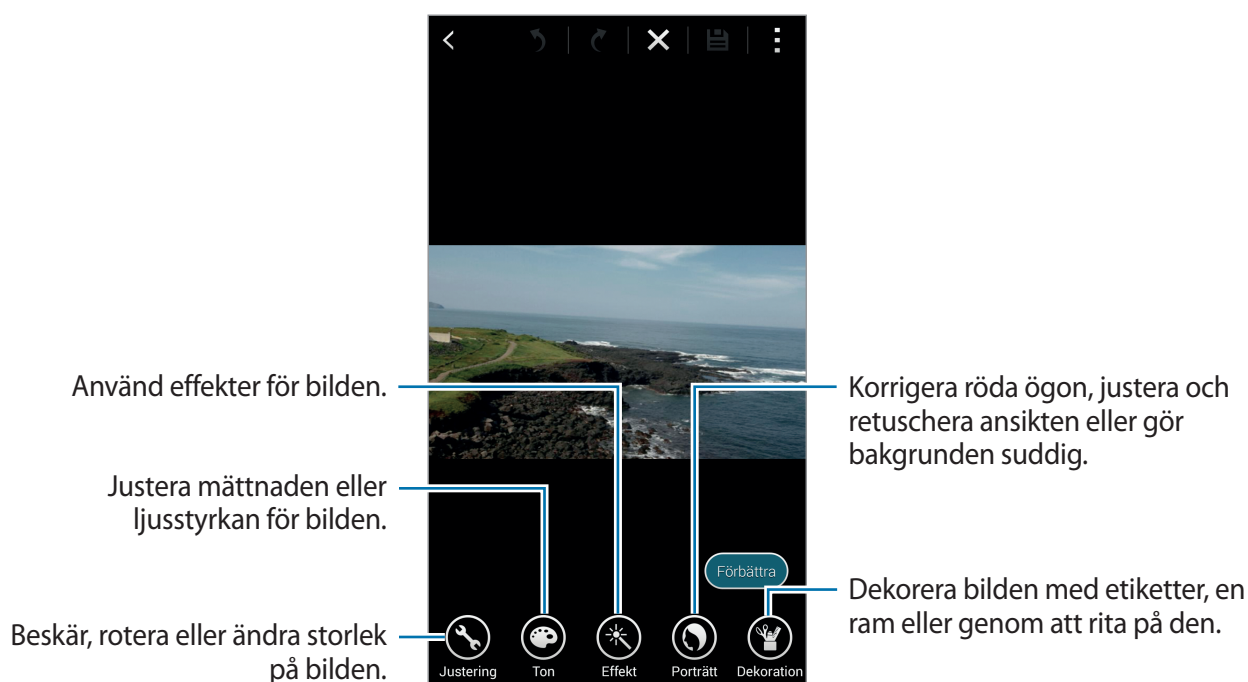 Använd effekter för bilden.
Justera mättnaden eller
ljusstyrkan för bilden.
Beskär, rotera eller ändra storlek
på bilden.
Korrigera röda ögon, justera och
retuschera ansikten eller gör
bakgrunden suddig.
Förbättra
Dekorera bilden med etiketter, en
ram eller genom att rita på den.
Justering
Ton
Effekt
Porträtt
Dekoration